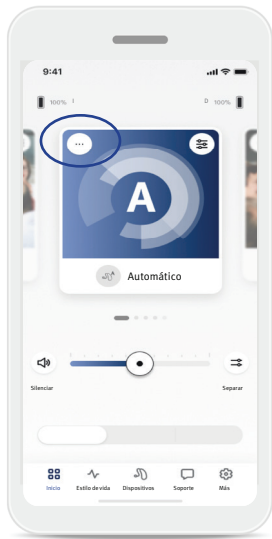 9:41
100% I
D 100%
...
A
Automático
Silenciar
Separar
Inicio
Estilo de vida
Dispositivos
Soporte
Más